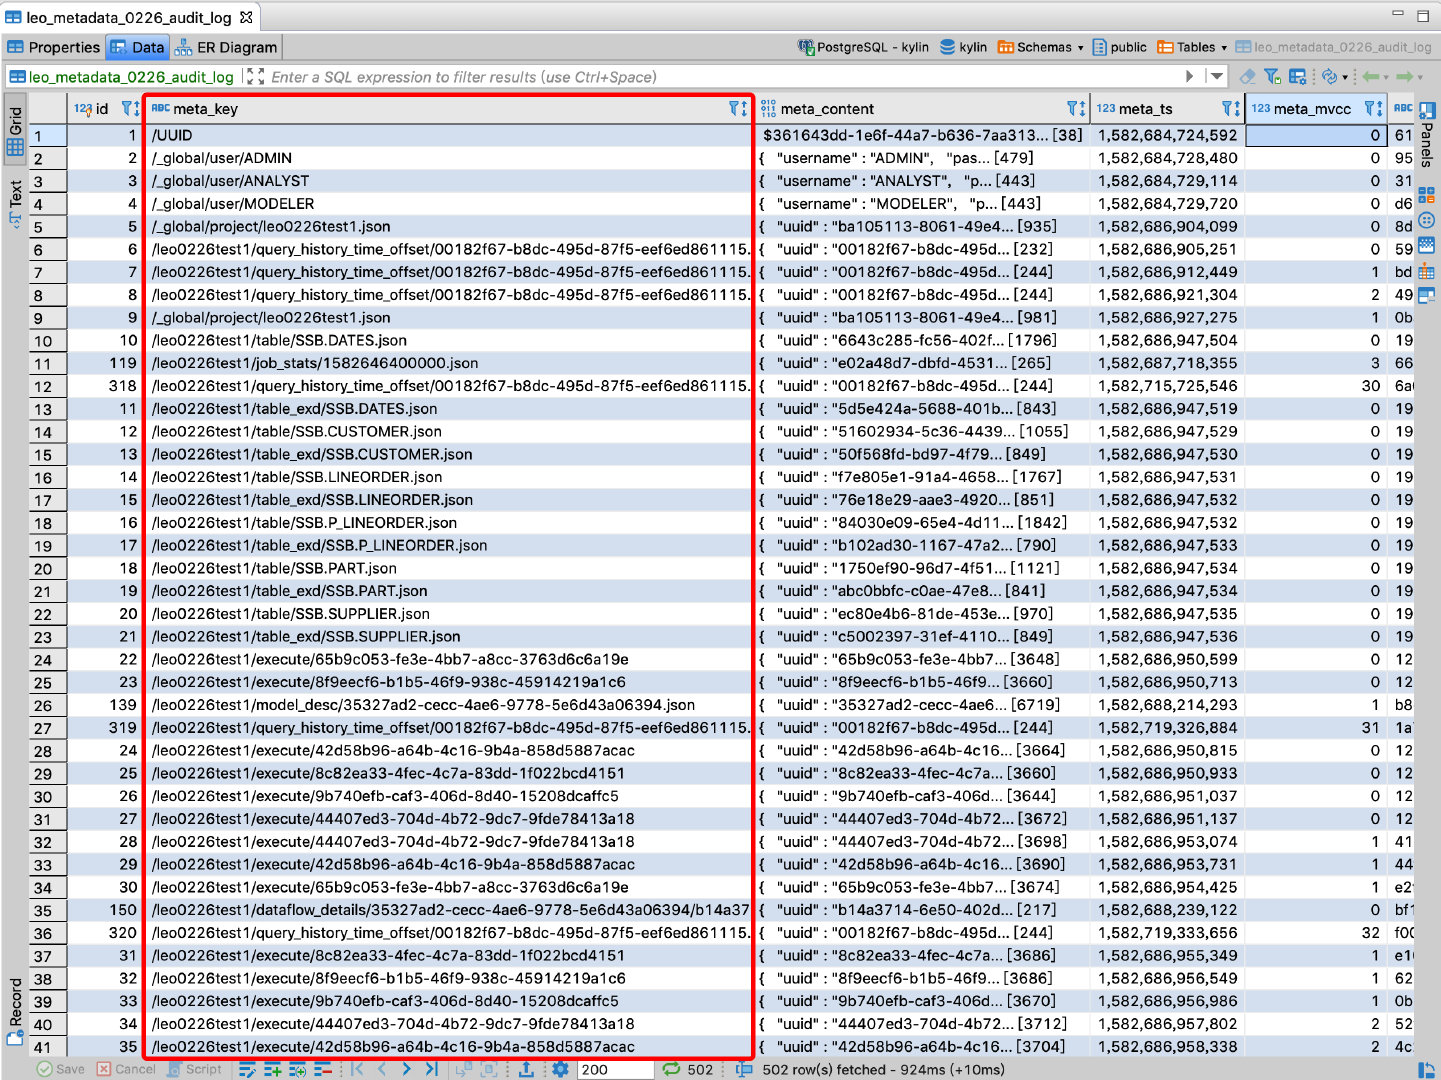 leo_metadata_0226_audit_log
Properties Data ER Diagram PostgreSQL - kylin kylin Schemas public Tables leo_metadata_0226_audit_log
leo_metadata_0226_audit_log Enter a SQL expression to filter results (use Ctrl+Space)
Grid
Text
Record
Panels
123 id ABC meta_key 010 011 110 meta_content 123 meta_ts 123 meta_mvcc ABC
1 1 /UUID $361643dd-1e6f-44a7-b636-7aa313... [38] 1,582,684,724,592 0 61
2 2 /_global/user/ADMIN { "username" : "ADMIN", "pas... [479] 1,582,684,728,480 0 95
3 3 /_global/user/ANALYST { "username" : "ANALYST", "p... [443] 1,582,684,729,114 0 31
4 4 /_global/user/MODELER { "username" : "MODELER", "p... [443] 1,582,684,729,720 0 d6
5 5 /_global/project/leo0226test1.json { "uuid" : "ba105113-8061-49e4... [935] 1,582,686,904,099 0 8d
6 6 /leo0226test1/query_history_time_offset/00182f67-b8dc-495d-87f5-eef6ed861115. { "uuid" : "00182f67-b8dc-495d... [232] 1,582,686,905,251 0 59
7 7 /leo0226test1/query_history_time_offset/00182f67-b8dc-495d-87f5-eef6ed861115. { "uuid" : "00182f67-b8dc-495d... [244] 1,582,686,912,449 1 bd
8 8 /leo0226test1/query_history_time_offset/00182f67-b8dc-495d-87f5-eef6ed861115. { "uuid" : "00182f67-b8dc-495d... [244] 1,582,686,921,304 2 49
9 9 /_global/project/leo0226test1.json { "uuid" : "ba105113-8061-49e4... [981] 1,582,686,927,275 1 0b
10 10 /leo0226test1/table/SSB.DATES.json { "uuid" : "6643c285-fc56-402f... [1796] 1,582,686,947,504 0 19
11 119 /leo0226test1/job_stats/1582646400000.json { "uuid" : "e02a48d7-dbfd-4531... [265] 1,582,687,718,355 3 66
12 318 /leo0226test1/query_history_time_offset/00182f67-b8dc-495d-87f5-eef6ed861115. { "uuid" : "00182f67-b8dc-495d... [244] 1,582,715,725,546 30 6a
13 11 /leo0226test1/table_exd/SSB.DATES.json { "uuid" : "5d5e424a-5688-401b... [843] 1,582,686,947,519 0 19
14 12 /leo0226test1/table/SSB.CUSTOMER.json { "uuid" : "51602934-5c36-4439... [1055] 1,582,686,947,529 0 19
15 13 /leo0226test1/table_exd/SSB.CUSTOMER.json { "uuid" : "50f568fd-bd97-4f79... [849] 1,582,686,947,530 0 19
16 14 /leo0226test1/table/SSB.LINEORDER.json { "uuid" : "f7e805e1-91a4-4658... [1767] 1,582,686,947,531 0 19
17 15 /leo0226test1/table_exd/SSB.LINEORDER.json { "uuid" : "76e18e29-aae3-4920... [851] 1,582,686,947,532 0 19
18 16 /leo0226test1/table/SSB.P_LINEORDER.json { "uuid" : "84030e09-65e4-4d11... [1842] 1,582,686,947,532 0 19
19 17 /leo0226test1/table_exd/SSB.P_LINEORDER.json { "uuid" : "b102ad30-1167-47a2... [790] 1,582,686,947,533 0 19
20 18 /leo0226test1/table/SSB.PART.json { "uuid" : "1750ef90-96d7-4f51... [1121] 1,582,686,947,534 0 19
21 19 /leo0226test1/table_exd/SSB.PART.json { "uuid" : "abc0bbfc-c0ae-47e8... [841] 1,582,686,947,534 0 19
22 20 /leo0226test1/table/SSB.SUPPLIER.json { "uuid" : "ec80e4b6-81de-453e... [970] 1,582,686,947,535 0 19
23 21 /leo0226test1/table_exd/SSB.SUPPLIER.json { "uuid" : "c5002397-31ef-4110... [849] 1,582,686,947,536 0 19
24 22 /leo0226test1/execute/65b9c053-fe3e-4bb7-a8cc-3763d6c6a19e { "uuid" : "65b9c053-fe3e-4bb7... [3648] 1,582,686,950,599 0 12
25 23 /leo0226test1/execute/8f9eecf6-b1b5-46f9-938c-45914219a1c6 { "uuid" : "8f9eecf6-b1b5-46f9... [3660] 1,582,686,950,713 0 12
26 139 /leo0226test1/model_desc/35327ad2-cecc-4ae6-9778-5e6d43a06394.json { "uuid" : "35327ad2-cecc-4ae6... [6719] 1,582,688,214,293 1 b8
27 319 /leo0226test1/query_history_time_offset/00182f67-b8dc-495d-87f5-eef6ed861115. { "uuid" : "00182f67-b8dc-495d... [244] 1,582,719,326,884 31 1a
28 24 /leo0226test1/execute/42d58b96-a64b-4c16-9b4a-858d5887acac { "uuid" : "42d58b96-a64b-4c16... [3664] 1,582,686,950,815 0 12
29 25 /leo0226test1/execute/8c82ea33-4fec-4c7a-83dd-1f022bcd4151 { "uuid" : "8c82ea33-4fec-4c7a... [3660] 1,582,686,950,933 0 12
30 26 /leo0226test1/execute/9b740efb-caf3-406d-8d40-15208dcaffc5 { "uuid" : "9b740efb-caf3-406d... [3644] 1,582,686,951,037 0 12
31 27 /leo0226test1/execute/44407ed3-704d-4b72-9dc7-9fde78413a18 { "uuid" : "44407ed3-704d-4b72... [3672] 1,582,686,951,137 0 12
32 28 /leo0226test1/execute/44407ed3-704d-4b72-9dc7-9fde78413a18 { "uuid" : "44407ed3-704d-4b72... [3698] 1,582,686,953,074 1 41
33 29 /leo0226test1/execute/42d58b96-a64b-4c16-9b4a-858d5887acac { "uuid" : "42d58b96-a64b-4c16... [3690] 1,582,686,953,731 1 44
34 30 /leo0226test1/execute/65b9c053-fe3e-4bb7-a8cc-3763d6c6a19e { "uuid" : "65b9c053-fe3e-4bb7... [3674] 1,582,686,954,425 1 e2
35 150 /leo0226test1/dataflow_details/35327ad2-cecc-4ae6-9778-5e6d43a06394/b14a37 { "uuid" : "b14a3714-6e50-402d... [217] 1,582,688,239,122 0 bf1
36 320 /leo0226test1/query_history_time_offset/00182f67-b8dc-495d-87f5-eef6ed861115. { "uuid" : "00182f67-b8dc-495d... [244] 1,582,719,333,656 32 f00
37 31 /leo0226test1/execute/8c82ea33-4fec-4c7a-83dd-1f022bcd4151 { "uuid" : "8c82ea33-4fec-4c7a... [3686] 1,582,686,955,349 1 e1
38 32 /leo0226test1/execute/8f9eecf6-b1b5-46f9-938c-45914219a1c6 { "uuid" : "8f9eecf6-b1b5-46f9... [3686] 1,582,686,956,549 1 62
39 33 /leo0226test1/execute/9b740efb-caf3-406d-8d40-15208dcaffc5 { "uuid" : "9b740efb-caf3-406d... [3670] 1,582,686,956,986 1 0b
40 34 /leo0226test1/execute/44407ed3-704d-4b72-9dc7-9fde78413a18 { "uuid" : "44407ed3-704d-4b72... [3712] 1,582,686,957,802 2 52
41 35 /leo0226test1/execute/42d58b96-a64b-4c16-9b4a-858d5887acac { "uuid" : "42d58b96-a64b-4c16... [3704] 1,582,686,958,338 2 4c
Save Cancel Script 200 502 502 row(s) fetched - 924ms (+10ms)